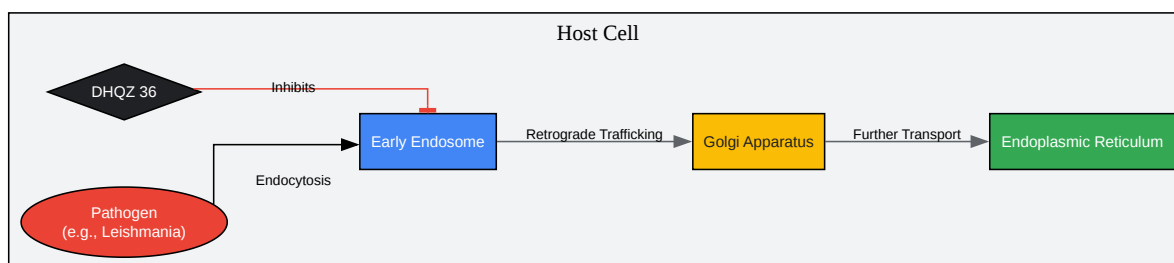 Host Cell
DHQZ 36
Inhibits
Early Endosome
Retrograde Trafficking
Golgi Apparatus
Further Transport
Endoplasmic Reticulum
Endocytosis
Pathogen
(e.g., Leishmania)